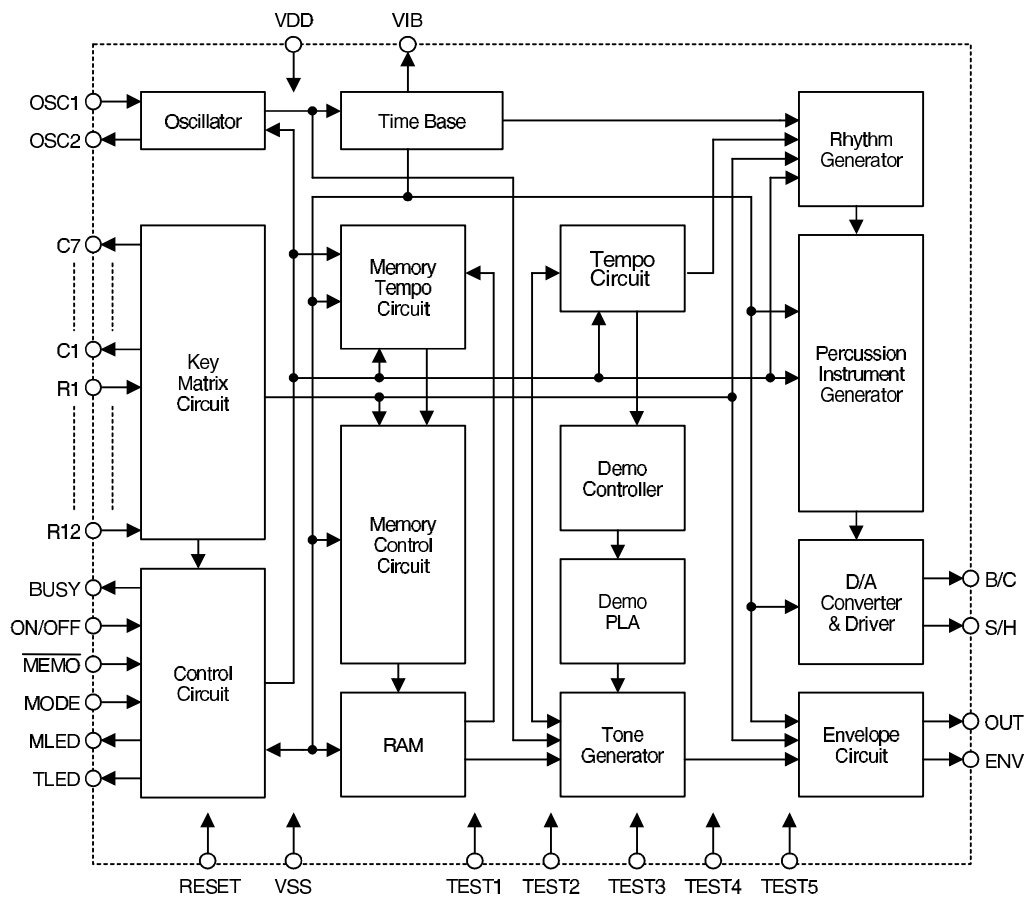 VDD VIB
OSC1
OSC2
Oscillator
Time Base
Rhythm
Generator
C7
C1
R1
R12
Key
Matrix
Circuit
Memory
Tempo
Circuit
Tempo
Circuit
Percussion
Instrument
Generator
Memory
Control
Circuit
Demo
Controller
Demo
PLA
D/A
Converter
& Driver
B/C
S/H
BUSY
ON/OFF
MEMO
MODE
MLED
TLED
Control
Circuit
RAM
Tone
Generator
Envelope
Circuit
OUT
ENV
RESET VSS TEST1 TEST2 TEST3 TEST4 TEST5